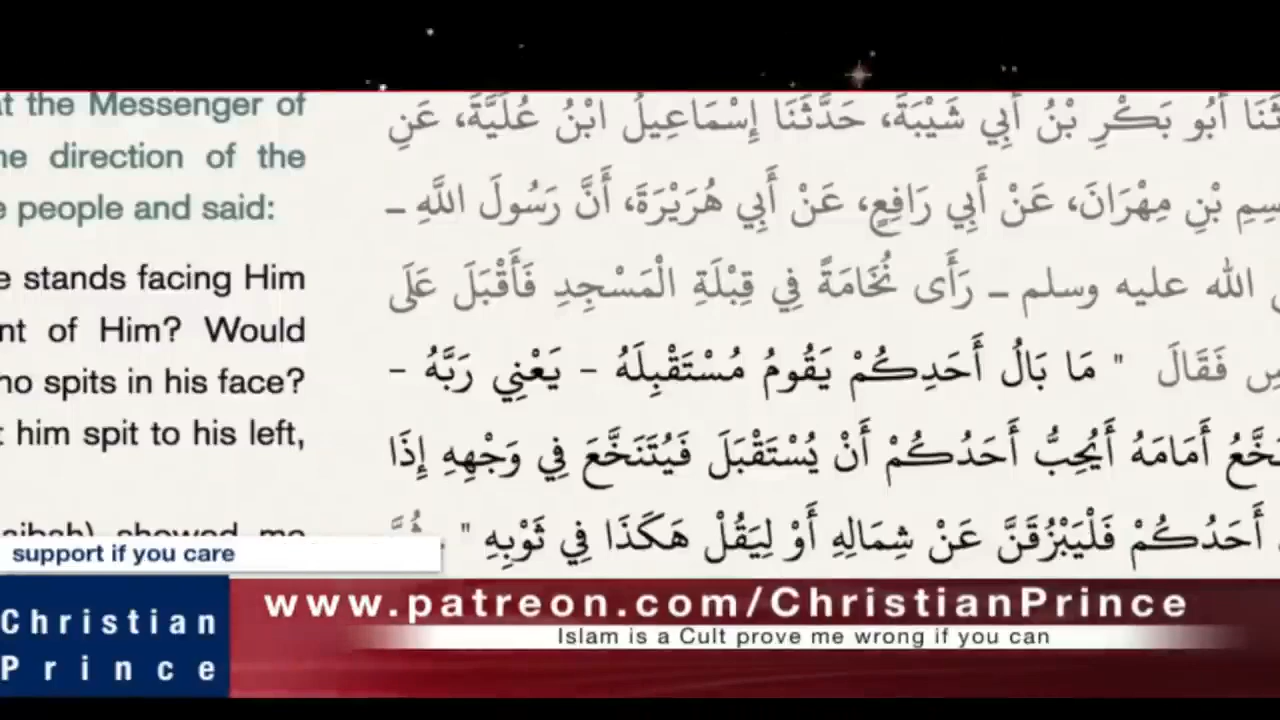 the Messenger of
direction of the
people and said:
stands facing Him
of Him? Would
spits in his face?
him spit to his left,
showed me
أَبُو بَكْرِ بْنُ أَبِي شَيْبَةَ، حَدَّثَنَا إِسْمَاعِيلُ ابْنُ عُلَيَّةَ، عَنِ
بْنِ مِهْرَانَ، عَنْ أَبِي رَافِعٍ، عَنْ أَبِي هُرَيْرَةَ، أَنَّ رَسُولَ اللَّهِ ـ
الله عليه وسلم ـ رَأَى نُخَامَةً فِي قِبْلَةِ الْمَسْجِدِ فَأَقْبَلَ عَلَى
فَقَالَ " مَا بَالُ أَحَدِكُمْ يَقُومُ مُسْتَقْبِلَهُ - يَعْنِي رَبَّهُ -
أَمَامَهُ أَيُحِبُّ أَحَدُكُمْ أَنْ يُسْتَقْبَلَ فَيُتَنَخَّعَ فِي وَجْهِهِ إِذَا
أَحَدُكُمْ فَلْيَبْزُقَنَّ عَنْ شِمَالِهِ أَوْ لِيَقُلْ هَكَذَا فِي ثَوْبِهِ "
support if you care
Christian
Prince
www.patreon.com/ChristianPrince
Islam is a Cult prove me wrong if you can